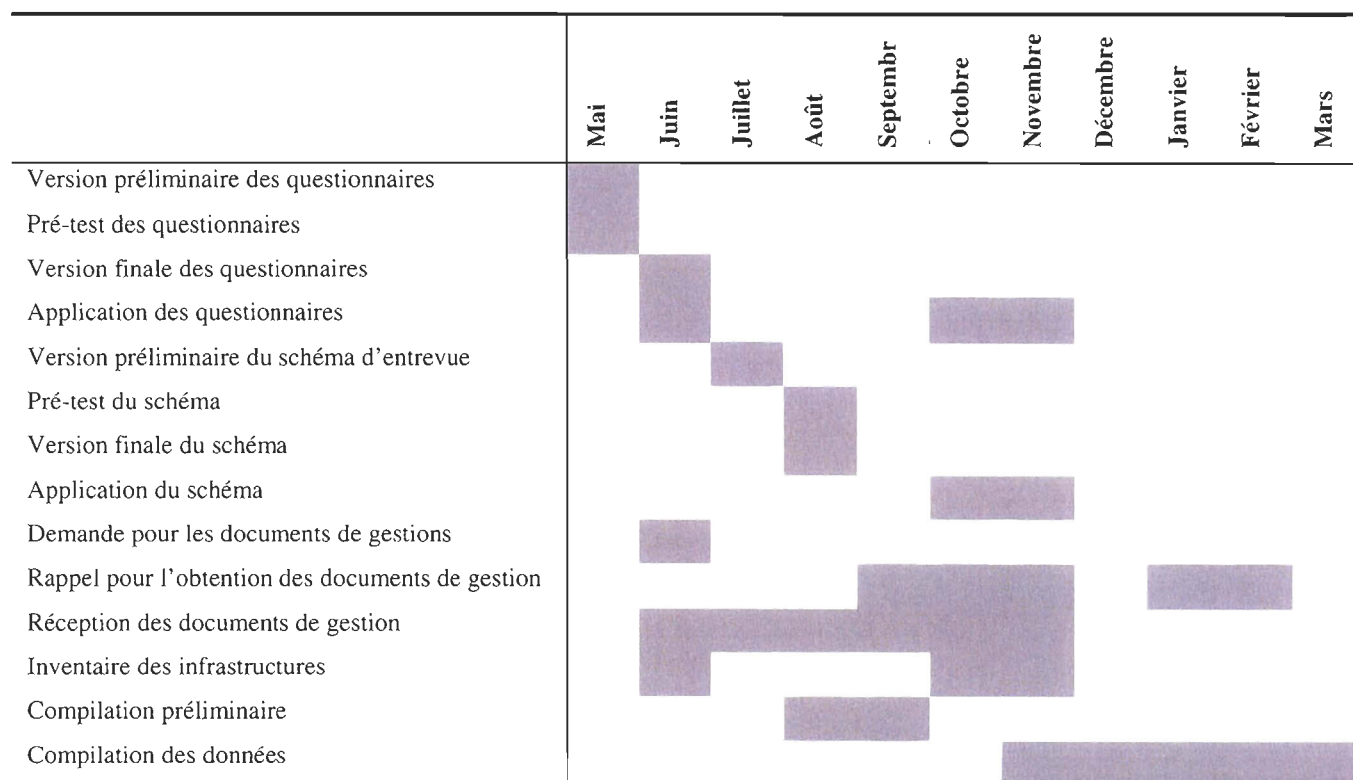 Mai
Juin
Juillet
Août
Septembr
Octobre
Novembre
Décembre
Janvier
Février
Mars
Version préliminaire des questionnaires
Pré-test des questionnaires
Version finale des questionnaires
Application des questionnaires
Version préliminaire du schéma d'entrevue
Pré-test du schéma
Version finale du schéma
Application du schéma
Demande pour les documents de gestions
Rappel pour l'obtention des documents de gestion
Réception des documents de gestion
Inventaire des infrastructures
Compilation préliminaire
Compilation des données